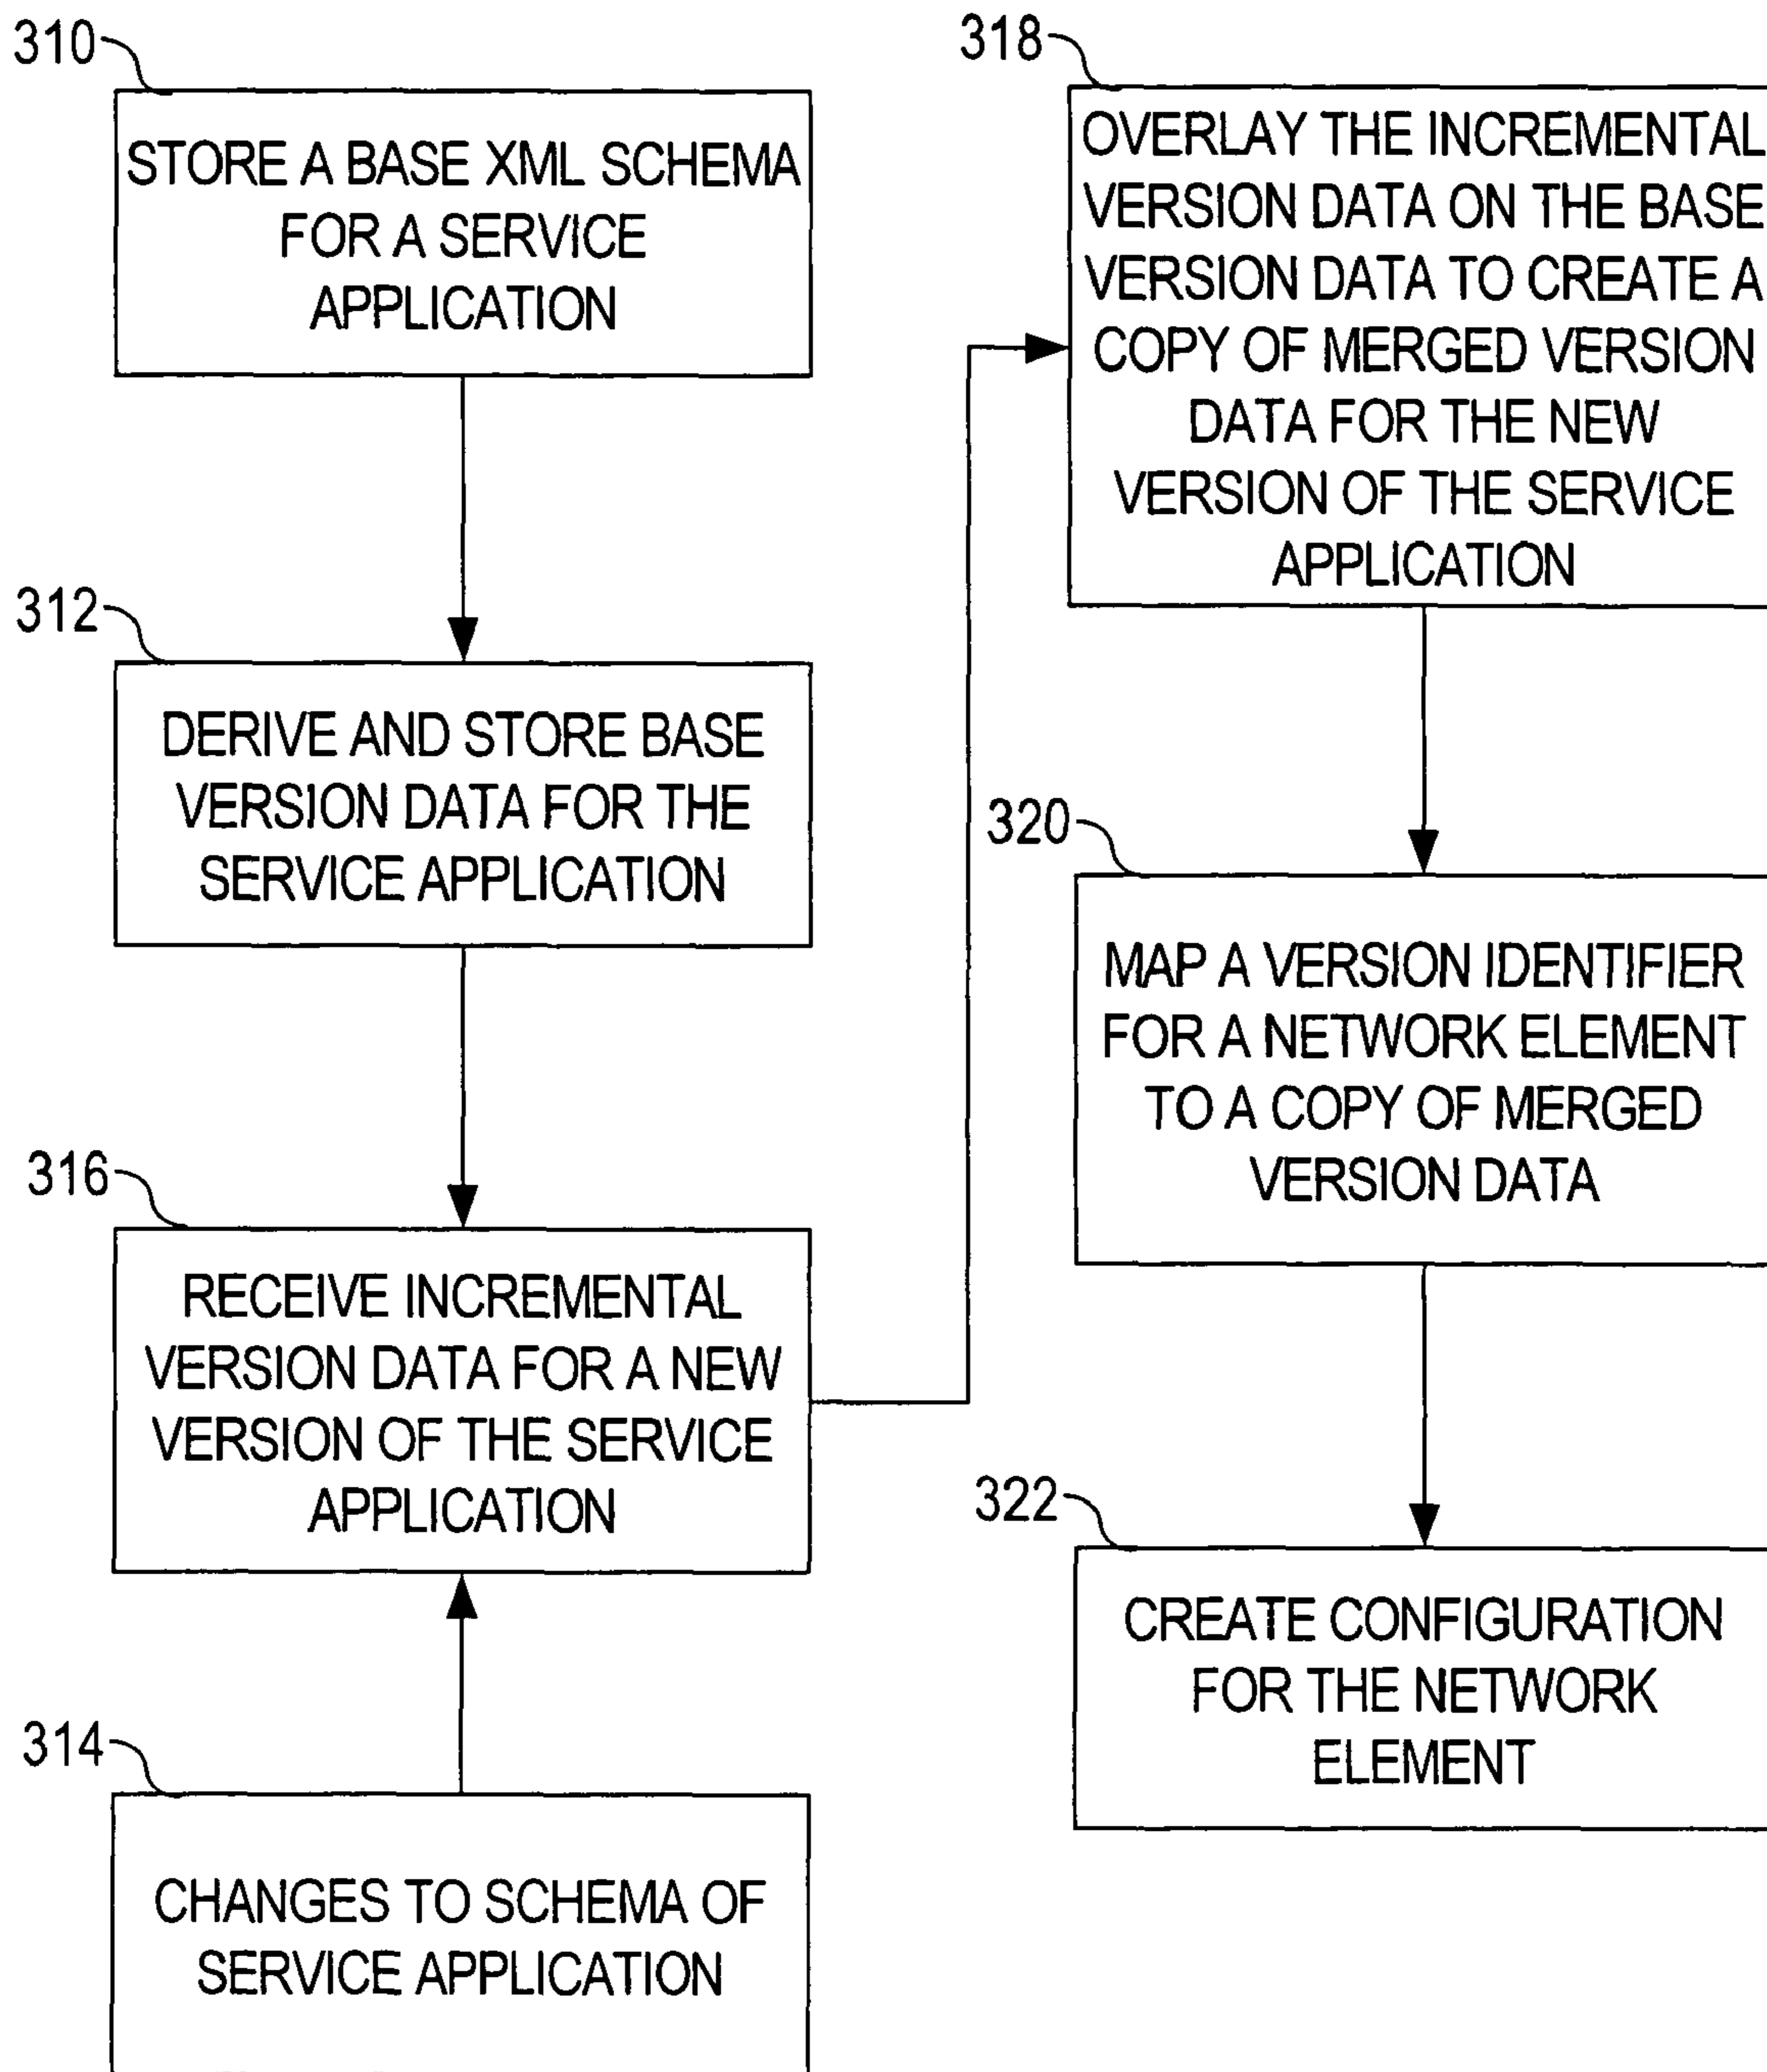 310
STORE A BASE XML SCHEMA
FOR A SERVICE
APPLICATION
312
DERIVE AND STORE BASE
VERSION DATA FOR THE
SERVICE APPLICATION
316
RECEIVE INCREMENTAL
VERSION DATA FOR A NEW
VERSION OF THE SERVICE
APPLICATION
314
CHANGES TO SCHEMA OF
SERVICE APPLICATION
318
OVERLAY THE INCREMENTAL
VERSION DATA ON THE BASE
VERSION DATA TO CREATE A
COPY OF MERGED VERSION
DATA FOR THE NEW
VERSION OF THE SERVICE
APPLICATION
320
MAP A VERSION IDENTIFIER
FOR A NETWORK ELEMENT
TO A COPY OF MERGED
VERSION DATA
322
CREATE CONFIGURATION
FOR THE NETWORK
ELEMENT